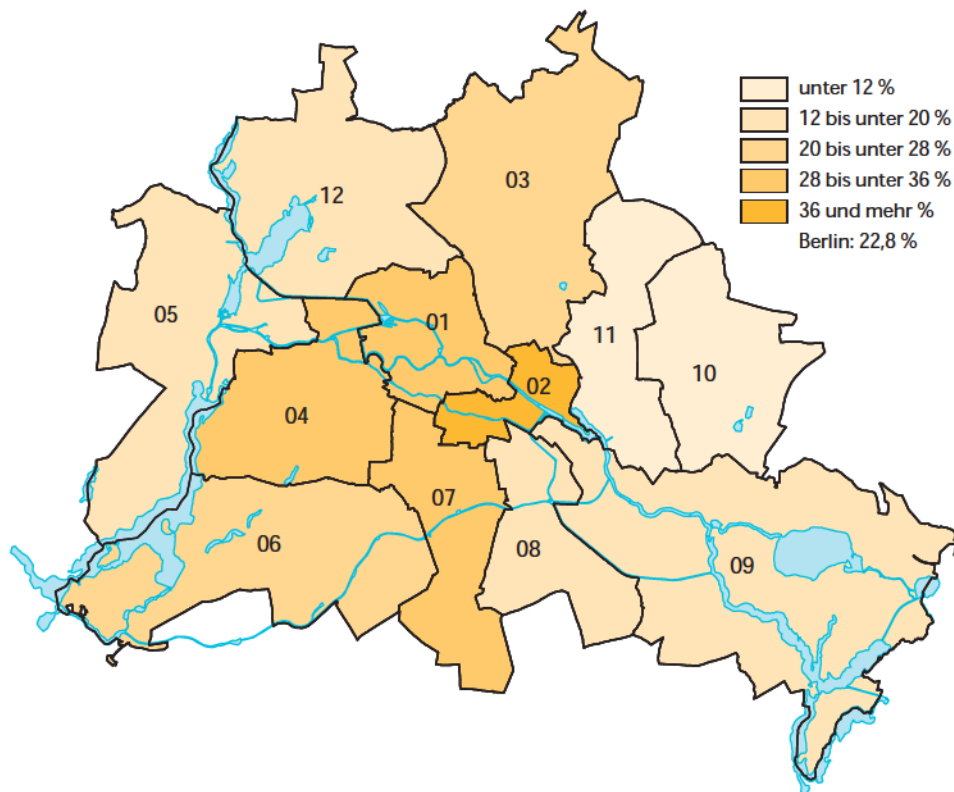 unter 12 %
12 bis unter 20 %
20 bis unter 28 %
28 bis unter 36 %
36 und mehr %
Berlin: 22,8 %
03
12
05
01
11
10
02
04
07
06
08
09